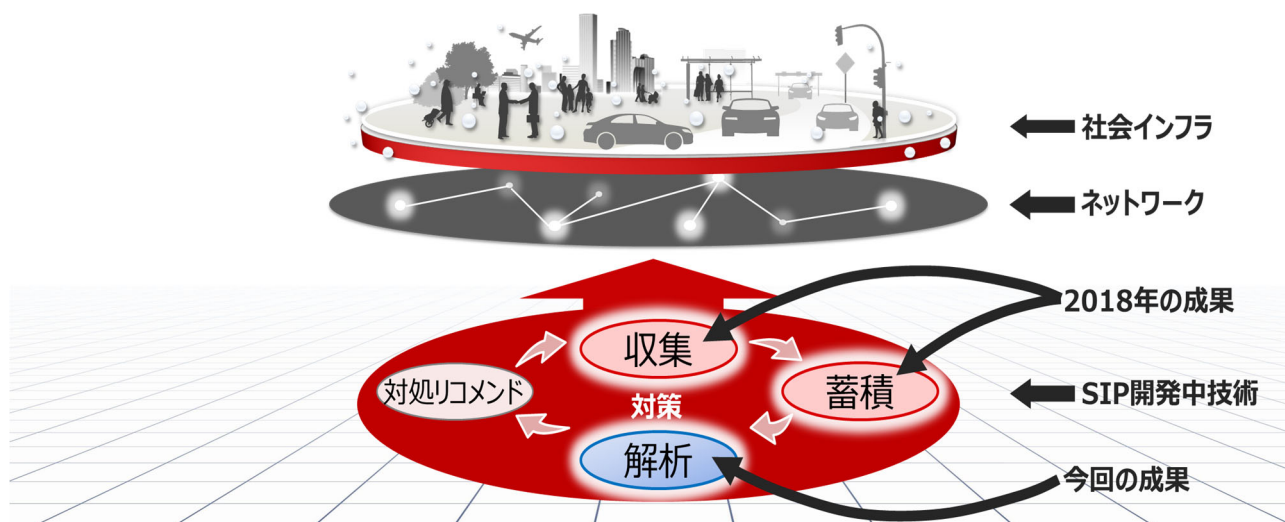 社会インフラ
ネットワーク
2018年の成果
収集
対処リコメンド
蓄積
SIP開発中技術
対策
解析
今回の成果